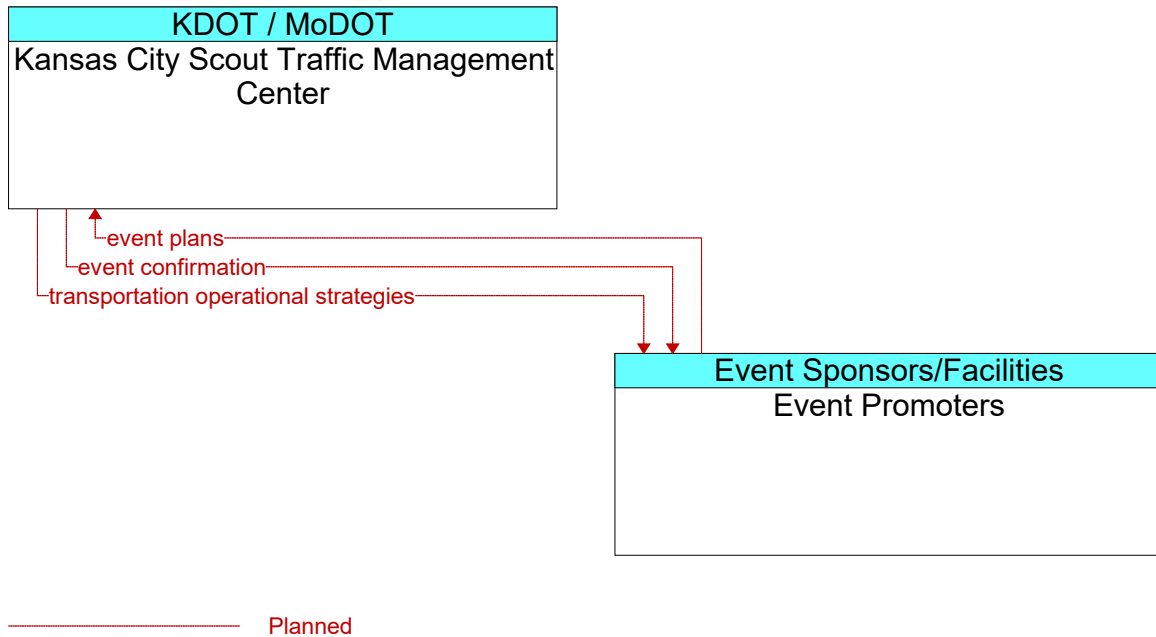 KDOT / MoDOT
Kansas City Scout Traffic Management
Center
event plans
event confirmation
transportation operational strategies
Event Sponsors/Facilities
Event Promoters
Planned